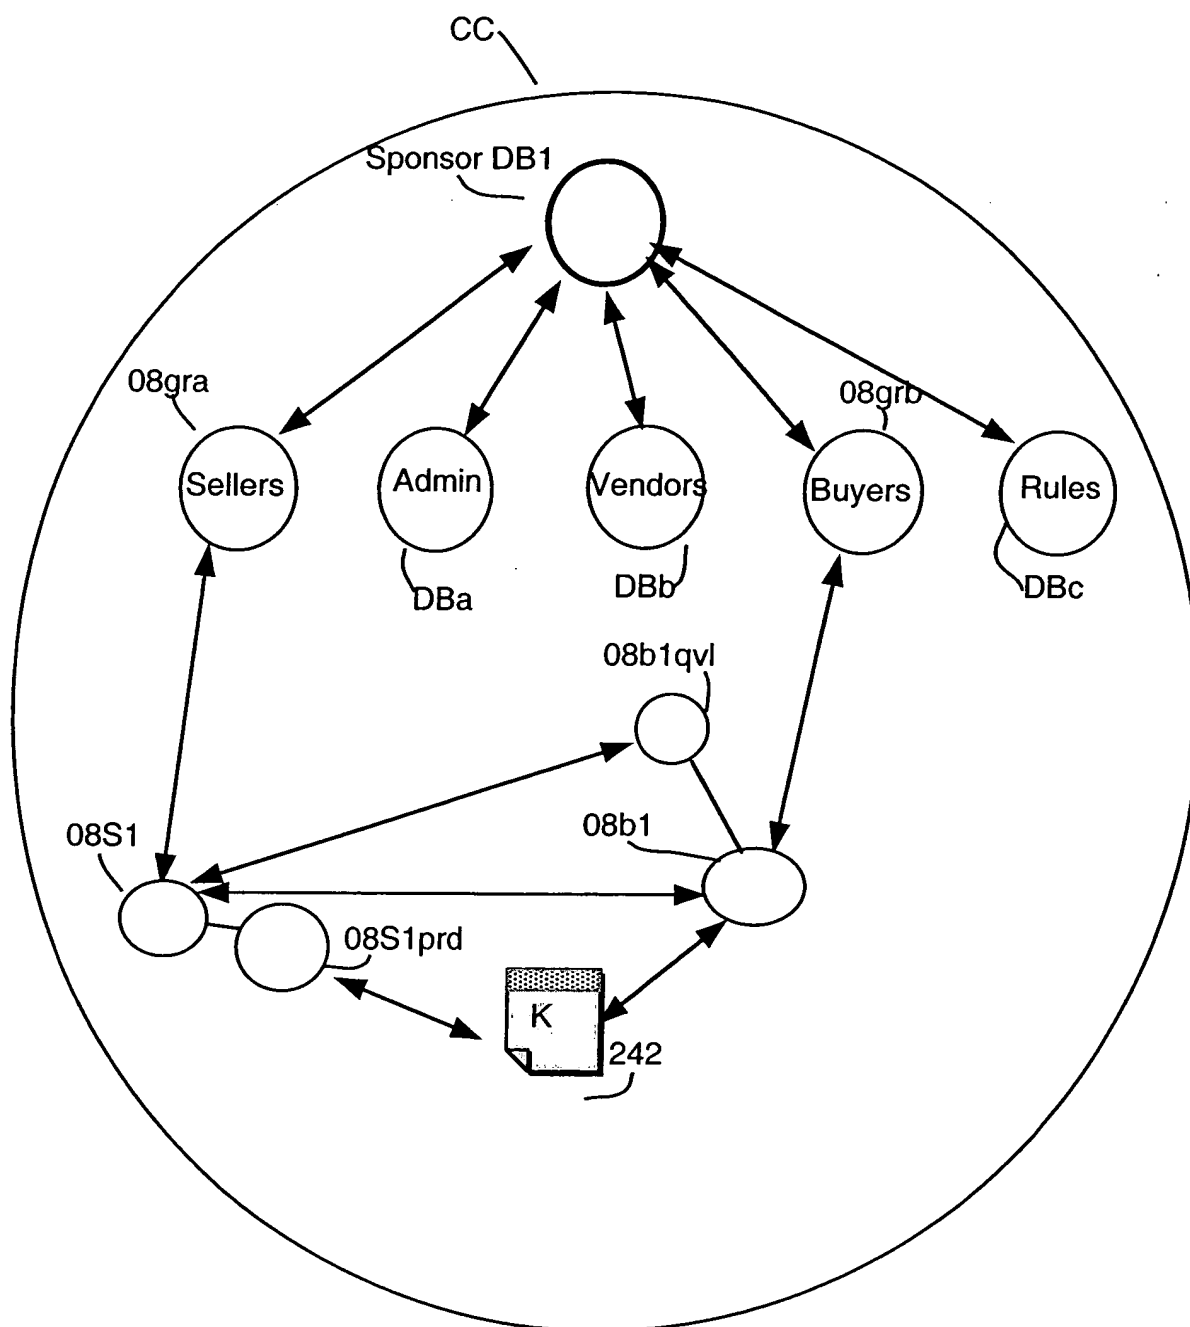 CC
Sponsor DB1
08gra
08grb
Sellers
Admin
Vendors
Buyers
Rules
DBa
DBb
DBc
08b1qvl
08S1
08b1
08S1prd
K
242